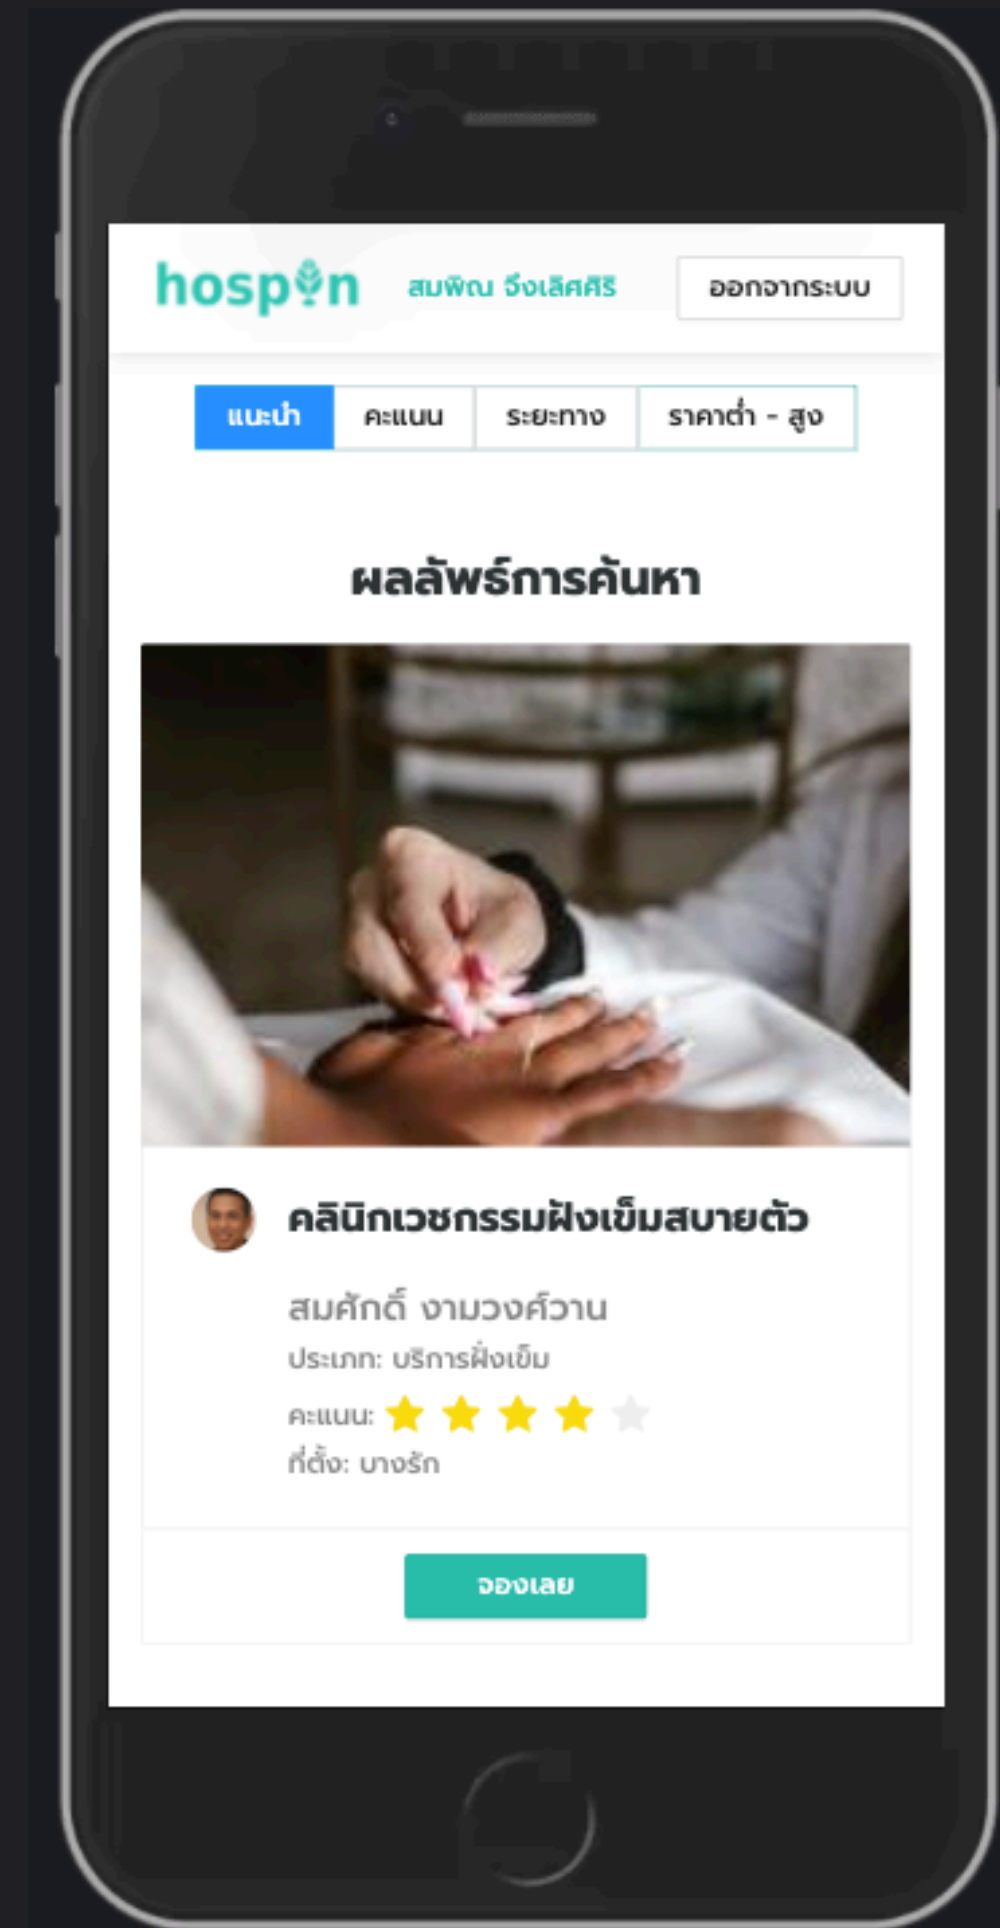 hospin สมพิณ จึงเลิศศิริ ออกจากระบบ
แนะนำ คะแนน ระยะทาง ราคาต่ำ - สูง
ผลลัพธ์การค้นหา
คลินิกเวชกรรมฝังเข็มสบายตัว
สมศักดิ์ งามวงศ์วาน
ประเภท: บริการฝั่งเข็ม
คะแนน:
ที่ตั้ง: บางรัก
จองเลย